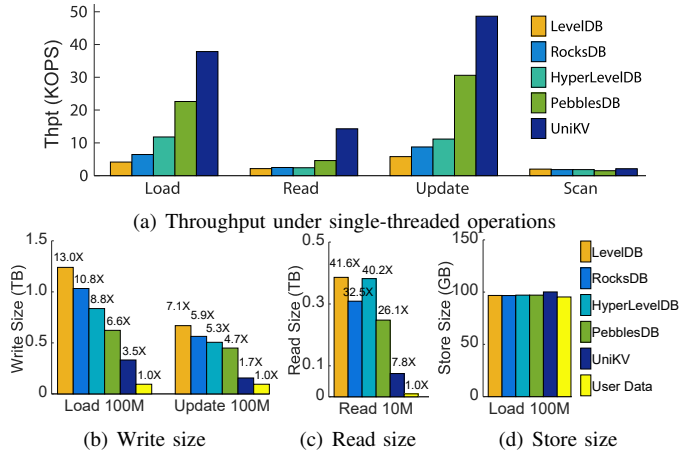 Thpt (KOPS)
50
40
30
20
10
0
Load
Read
Update
Scan
LevelDB
RocksDB
HyperLevelDB
PebblesDB
UniKV
(a) Throughput under single-threaded operations
Write Size (TB)
1.5
1.0
0.5
0
13.0X
10.8X
8.8X
6.6X
3.5X
1.0X
7.1X
5.9X
5.3X
4.7X
1.7X
1.0X
Load 100M
Update 100M
(b) Write size
Read Size (TB)
0.5
0.3
0.1
0
41.6X
32.5X
40.2X
26.1X
7.8X
1.0X
Read 10M
(c) Read size
Store Size (GB)
150
100
50
0
Load 100M
(d) Store size
LevelDB
RocksDB
HyperLevelDB
PebblesDB
UniKV
User Data